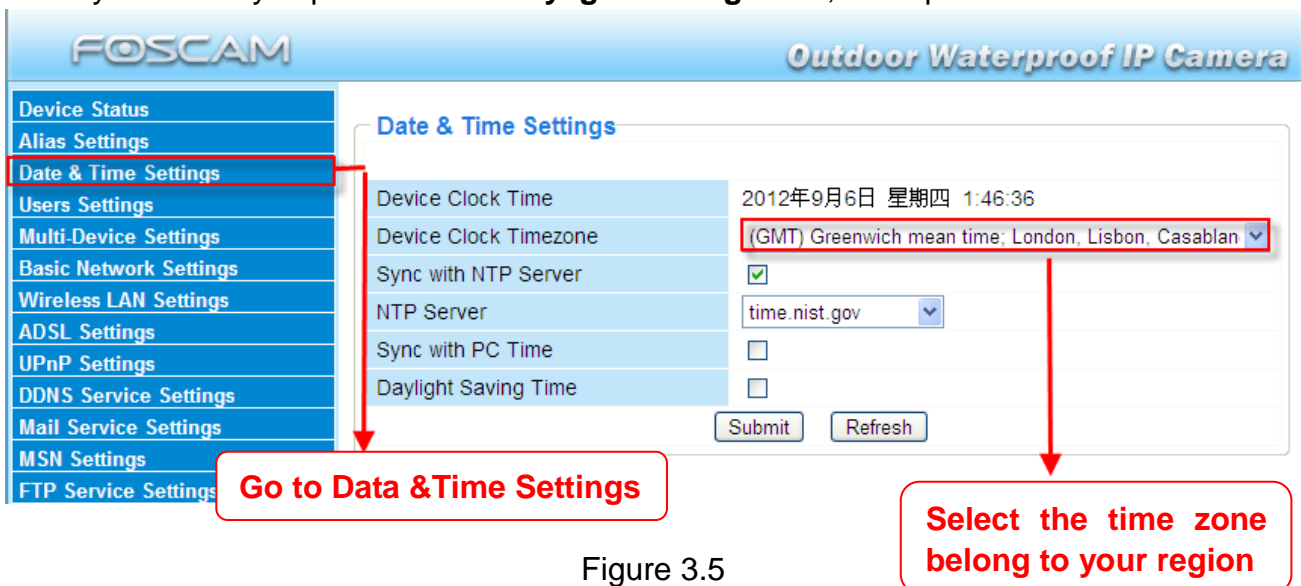 FOSCAM
Outdoor Waterproof IP Camera
Device Status
Alias Settings
Date & Time Settings
Users Settings
Multi-Device Settings
Basic Network Settings
Wireless LAN Settings
ADSL Settings
UPnP Settings
DDNS Service Settings
Mail Service Settings
MSN Settings
FTP Service Settings
Date & Time Settings
Device Clock Time 2012年9月6日 星期四 1:46:36
Device Clock Timezone (GMT) Greenwich mean time; London, Lisbon, Casablan
Sync with NTP Server
NTP Server time.nist.gov
Sync with PC Time
Daylight Saving Time
Submit Refresh
Go to Data &Time Settings
Select the time zone
belong to your region
Figure 3.5